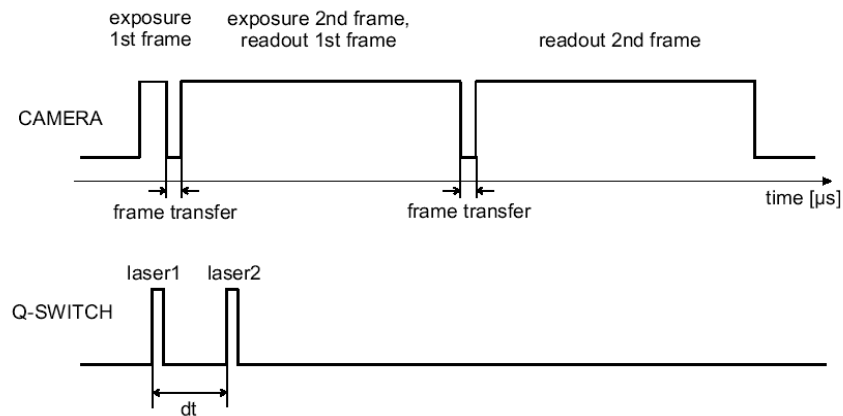 exposure
1st frame
exposure 2nd frame,
readout 1st frame
readout 2nd frame
CAMERA
time [µs]
frame transfer
frame transfer
laser1
laser2
Q-SWITCH
dt